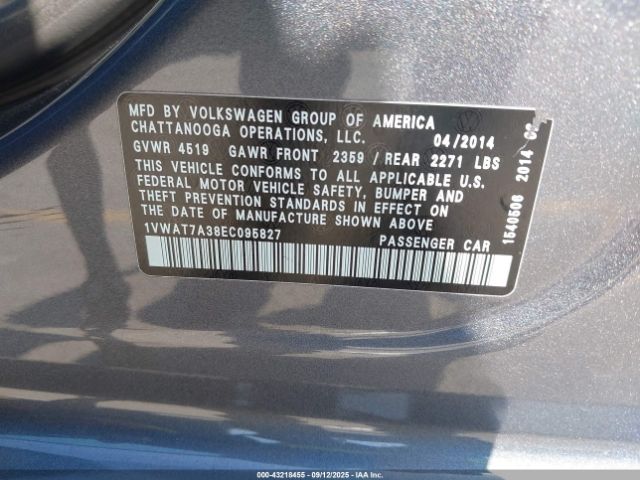 MFD BY VOLKSWAGEN GROUP OF AMERICA
CHATTANOOGA OPERATIONS, LLC. 04/2014
GVWR 4519 GAWR FRONT 2359 / REAR 2271 LBS
THIS VEHICLE CONFORMS TO ALL APPLICABLE U.S.
FEDERAL MOTOR VEHICLE SAFETY, BUMPER AND
THEFT PREVENTION STANDARDS IN EFFECT ON
THE DATE OF MANUFACTURE SHOWN ABOVE
1VWAT7A38EC095827 PASSENGER CAR
1540506 2014
000-43218455 - 09/12/2025 - IAA Inc.